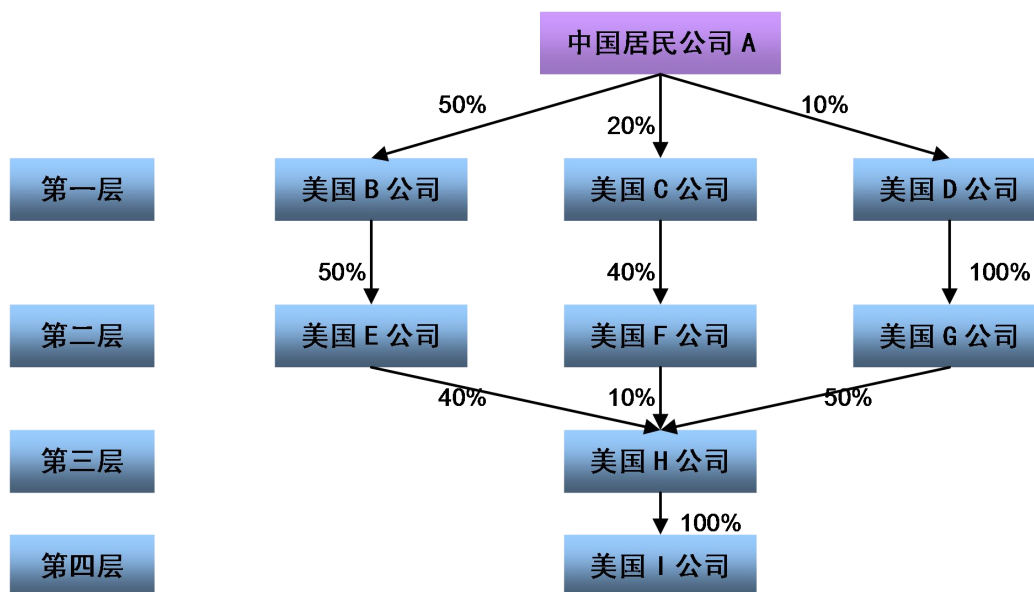 中国居民公司 A
50%
20%
10%
第一层
美国 B 公司
美国 C 公司
美国 D 公司
50%
40%
100%
第二层
美国 E 公司
美国 F 公司
美国 G 公司
40%
10%
50%
第三层
美国 H 公司
100%
第四层
美国 I 公司